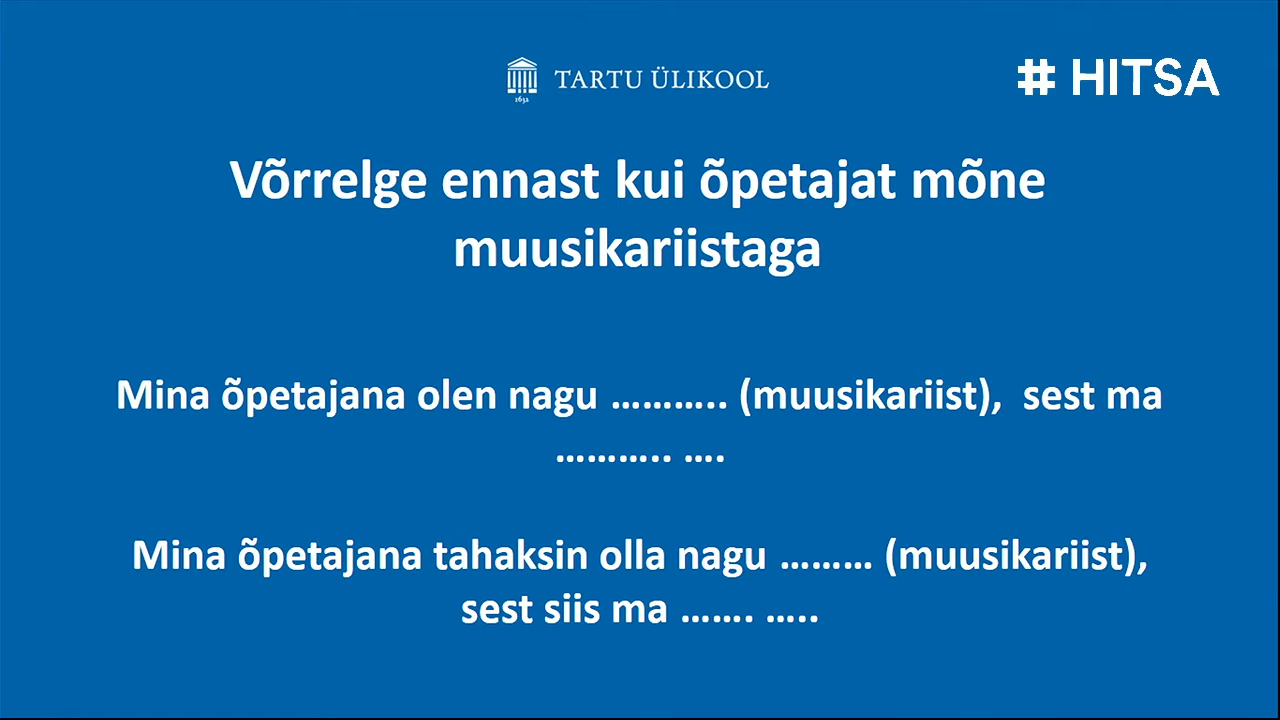 TARTU ÜLIKOOL
1632
# HITSA
Võrrelge ennast kui õpetajat mõne
muusikariistaga
Mina õpetajana olen nagu ……….. (muusikariist),  sest ma
……….. ….
Mina õpetajana tahaksin olla nagu ……… (muusikariist),
sest siis ma ……. …..